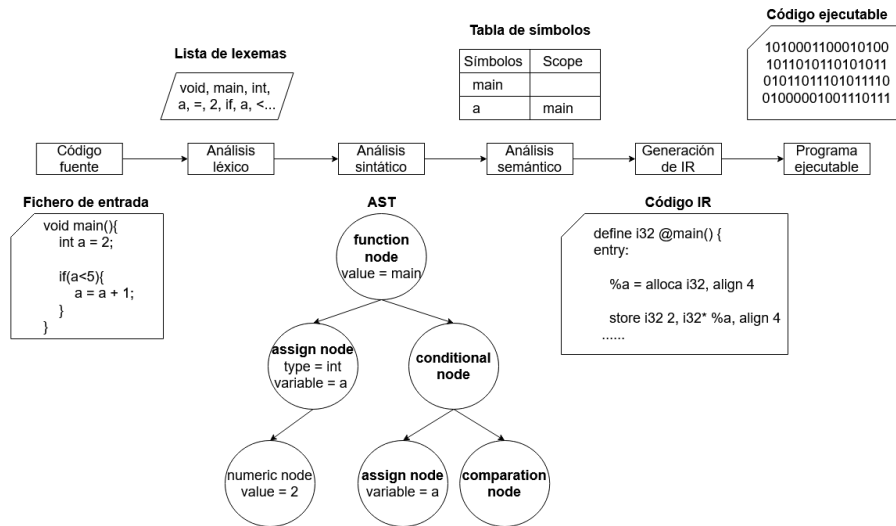 Código ejecutable
1010001100010100
1011010110101011
0101101110101110
0100000100111011
Tabla de símbolos
Símbolos Scope
main
a main
Lista de lexemas
void, main, int,
a, =, 2, if, a, <...
Código
fuente
Análisis
léxico
Análisis
sintático
Análisis
semántico
Generación
de IR
Programa
ejecutable
Fichero de entrada
void main(){
int a = 2;
if(a<5){
a = a + 1;
}
}
AST
function
node
value = main
assign node
type = int
variable = a
conditional
node
numeric node
value = 2
assign node
variable = a
comparation
node
Código IR
define i32 @main() {
entry:
%a = alloca i32, align 4
store i32 2, i32* %a, align 4
......